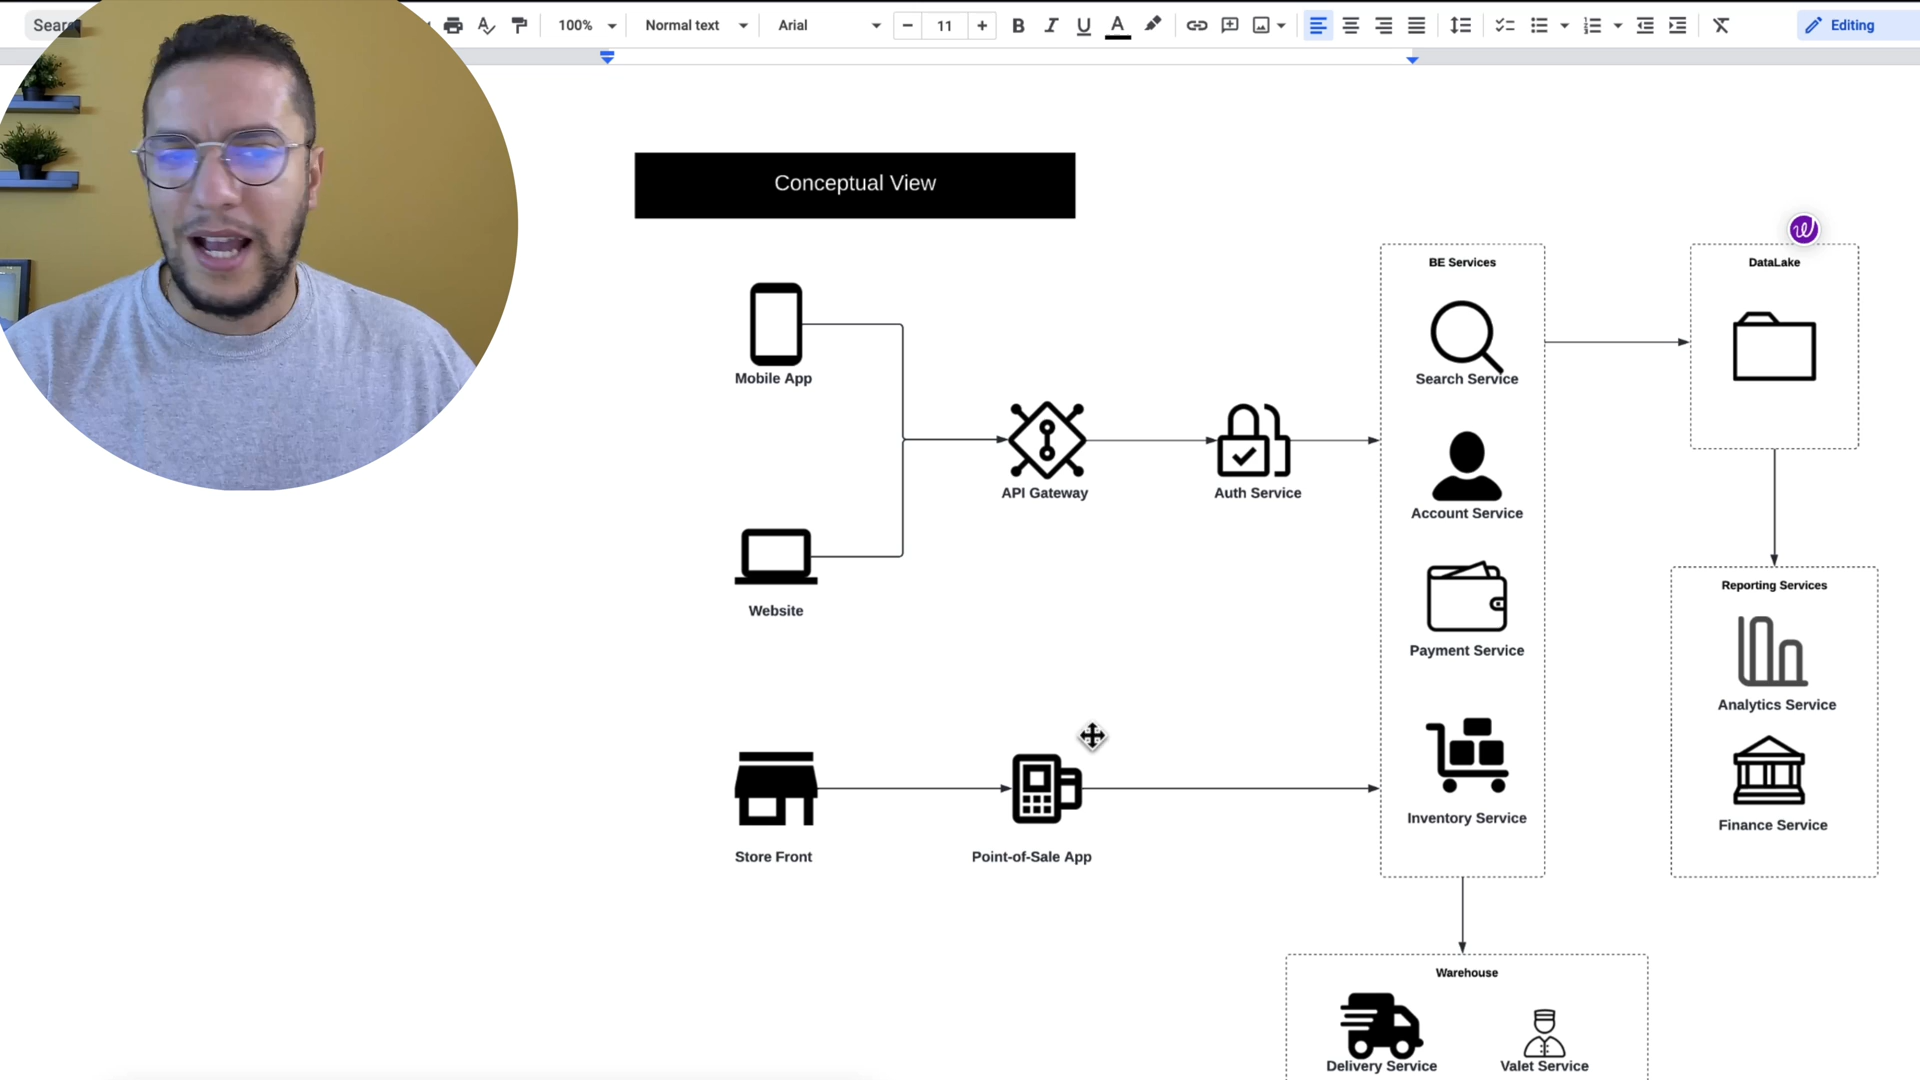 Sear
100%
Normal text
Arial
11
B
I
U
A
Editing
Conceptual View
BE Services
DataLake
Search Service
Mobile App
API Gateway
Auth Service
Account Service
Reporting Services
Website
Payment Service
Analytics Service
Inventory Service
Finance Service
Store Front
Point-of-Sale App
Warehouse
Delivery Service
Valet Service